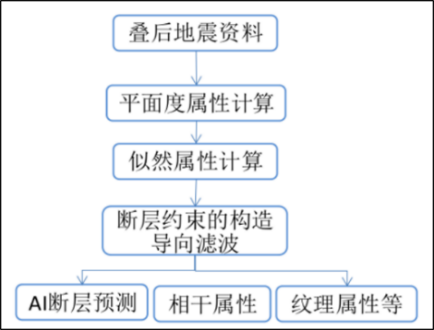 叠后地震资料
平面度属性计算
似然属性计算
断层约束的构造
导向滤波
AI断层预测
相干属性
纹理属性等